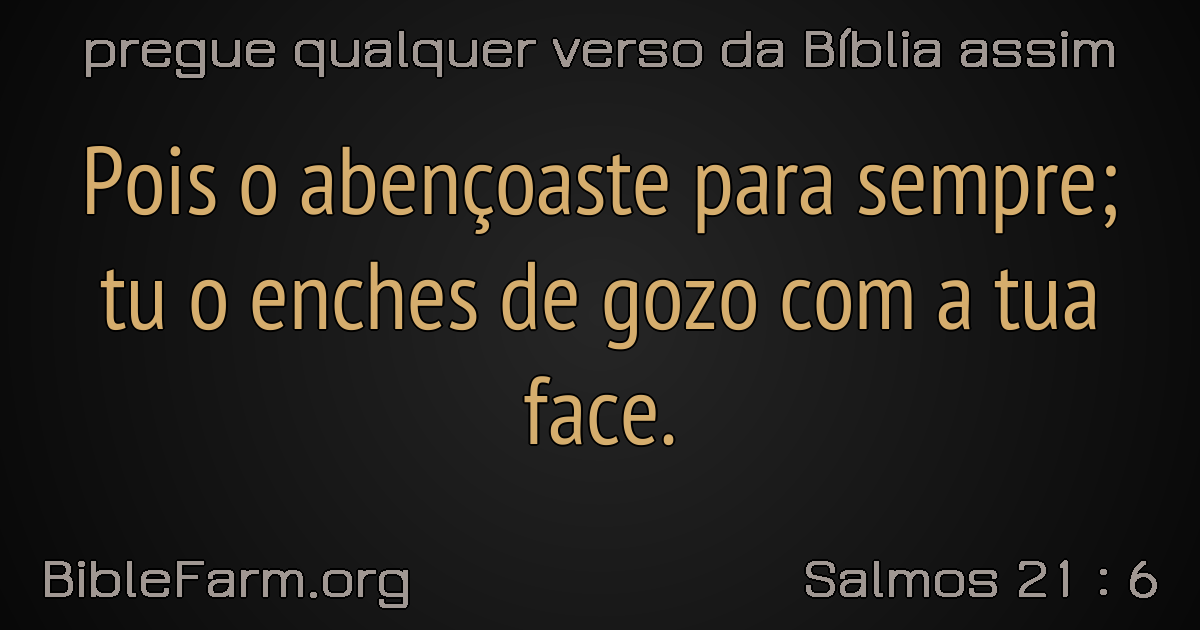 pregue qualquer verso da Bíblia assim
Pois o abençoaste para sempre;
tu o enches de gozo com a tua
face.
BibleFarm.org
Salmos 21 : 6